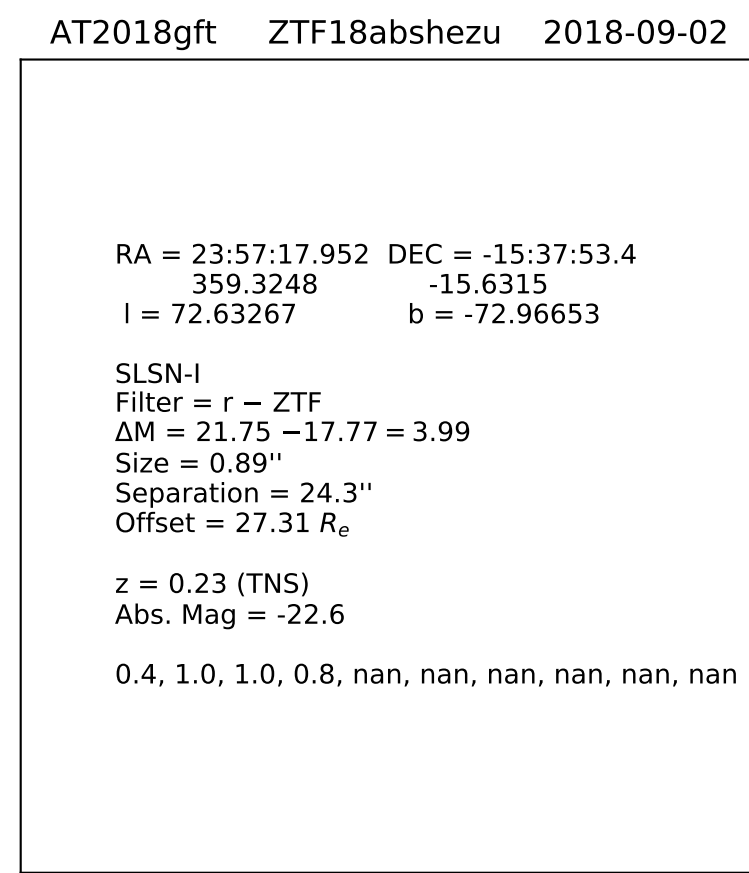 AT2018gft ZTF18abshezu 2018-09-02
RA = 23:57:17.952 DEC = -15:37:53.4
359.3248 -15.6315
l = 72.63267 b = -72.96653
SLSN-I
Filter = r − ZTF
ΔM = 21.75 −17.77 = 3.99
Size = 0.89''
Separation = 24.3''
Offset = 27.31 Rₑ
z = 0.23 (TNS)
Abs. Mag = -22.6
0.4, 1.0, 1.0, 0.8, nan, nan, nan, nan, nan, nan